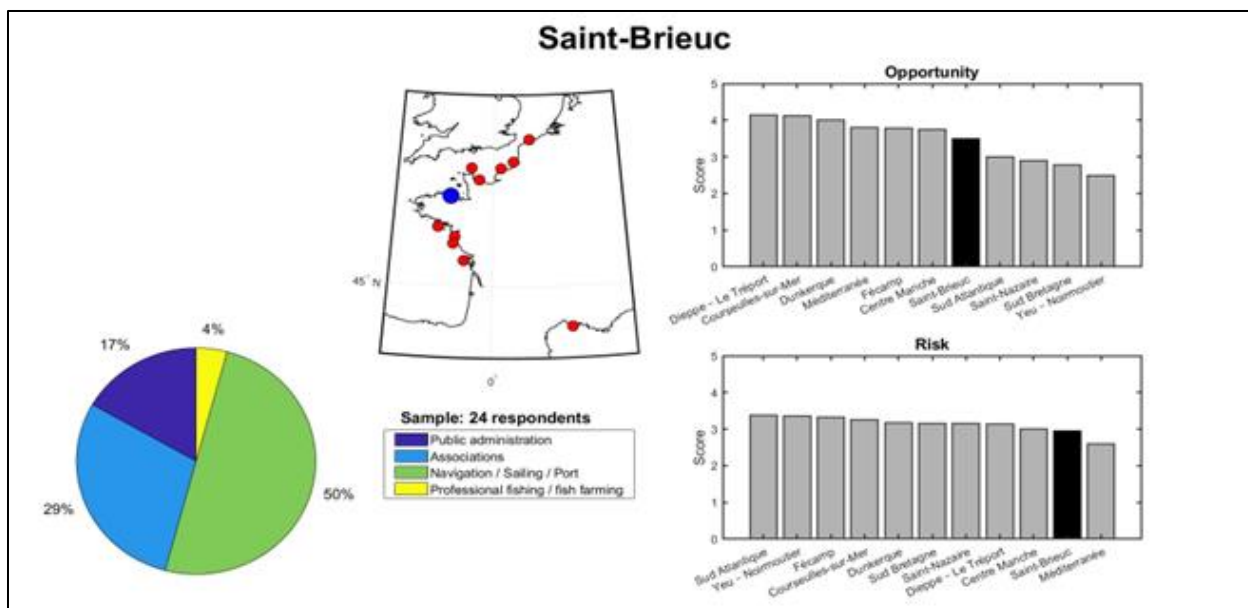 Saint-Brieuc
45° N
0°
17%
4%
29%
50%
Sample: 24 respondents
Public administration
Associations
Navigation / Sailing / Port
Professional fishing / fish farming
Opportunity
Score
5
4
3
2
1
0
Dieppe - Le Tréport
Courseulles-sur-Mer
Dunkerque
Méditerranée
Fécamp
Centre Manche
Saint-Brieuc
Sud Atlantique
Saint-Nazaire
Sud Bretagne
Yeu - Noirmoutier
Risk
Score
5
4
3
2
1
0
Sud Atlantique
Yeu - Noirmoutier
Fécamp
Courseulles-sur-Mer
Dunkerque
Sud Bretagne
Saint-Nazaire
Dieppe - Le Tréport
Centre Manche
Saint-Brieuc
Méditerranée